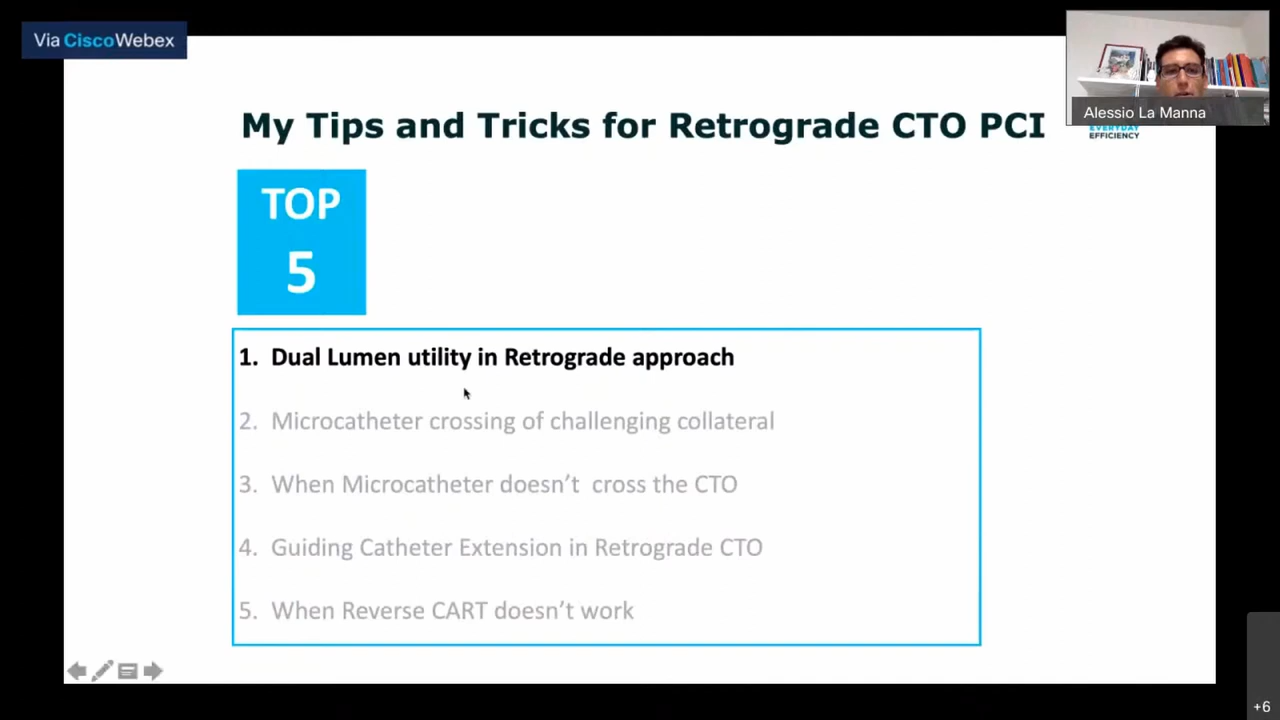 Via CiscoWebex
Alessio La Manna
EVERYDAY
EFFICIENCY
My Tips and Tricks for Retrograde CTO PCI
TOP
5
1. Dual Lumen utility in Retrograde approach
2. Microcatheter crossing of challenging collateral
3. When Microcatheter doesn’t cross the CTO
4. Guiding Catheter Extension in Retrograde CTO
5. When Reverse CART doesn’t work
+6